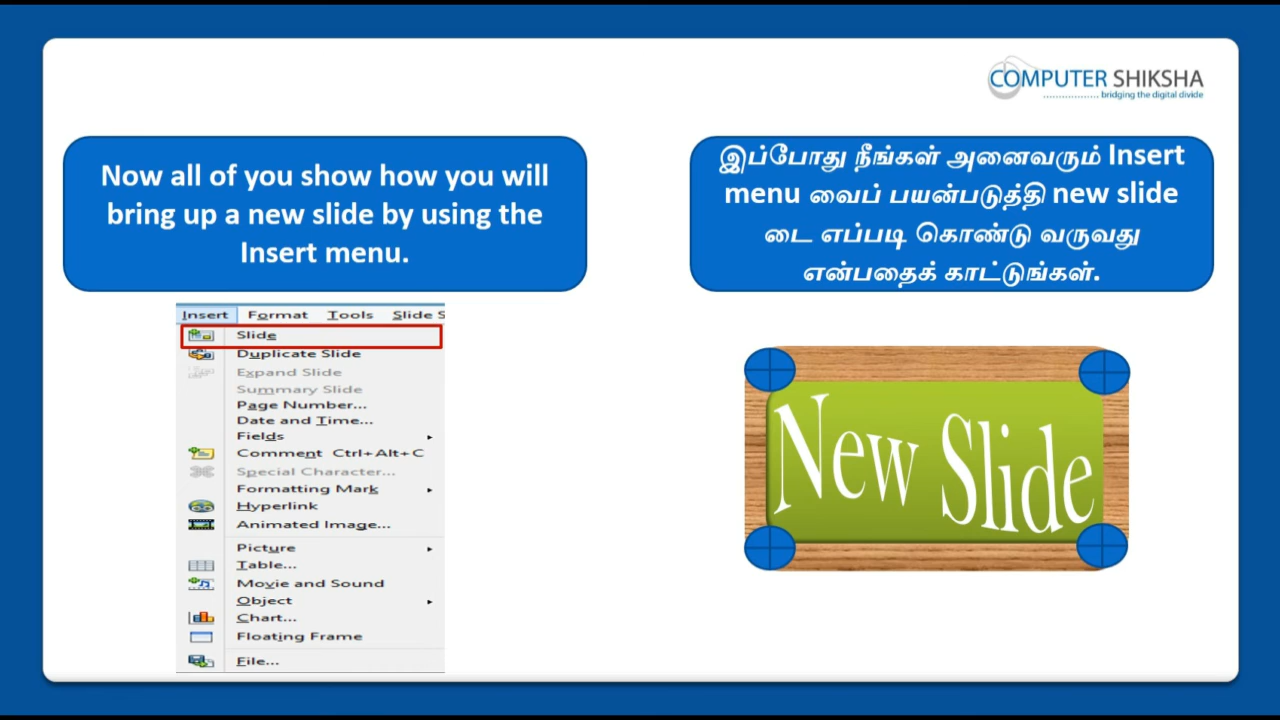 COMPUTER SHIKSHA
bridging the digital divide
Now all of you show how you will
bring up a new slide by using the
Insert menu.
இப்போது நீங்கள் அனைவரும் Insert
menu வைப் பயன்படுத்தி new slide
டை எப்படி கொண்டு வருவது
என்பதைக் காட்டுங்கள்.
Insert Format Tools Slide S
Slide
Duplicate Slide
Expand Slide
Summary Slide
Page Number...
Date and Time...
Fields
Comment Ctrl+Alt+C
Special Character...
Formatting Mark
Hyperlink
Animated Image...
Picture
Table...
Movie and Sound
Object
Chart...
Floating Frame
File...
New Slide